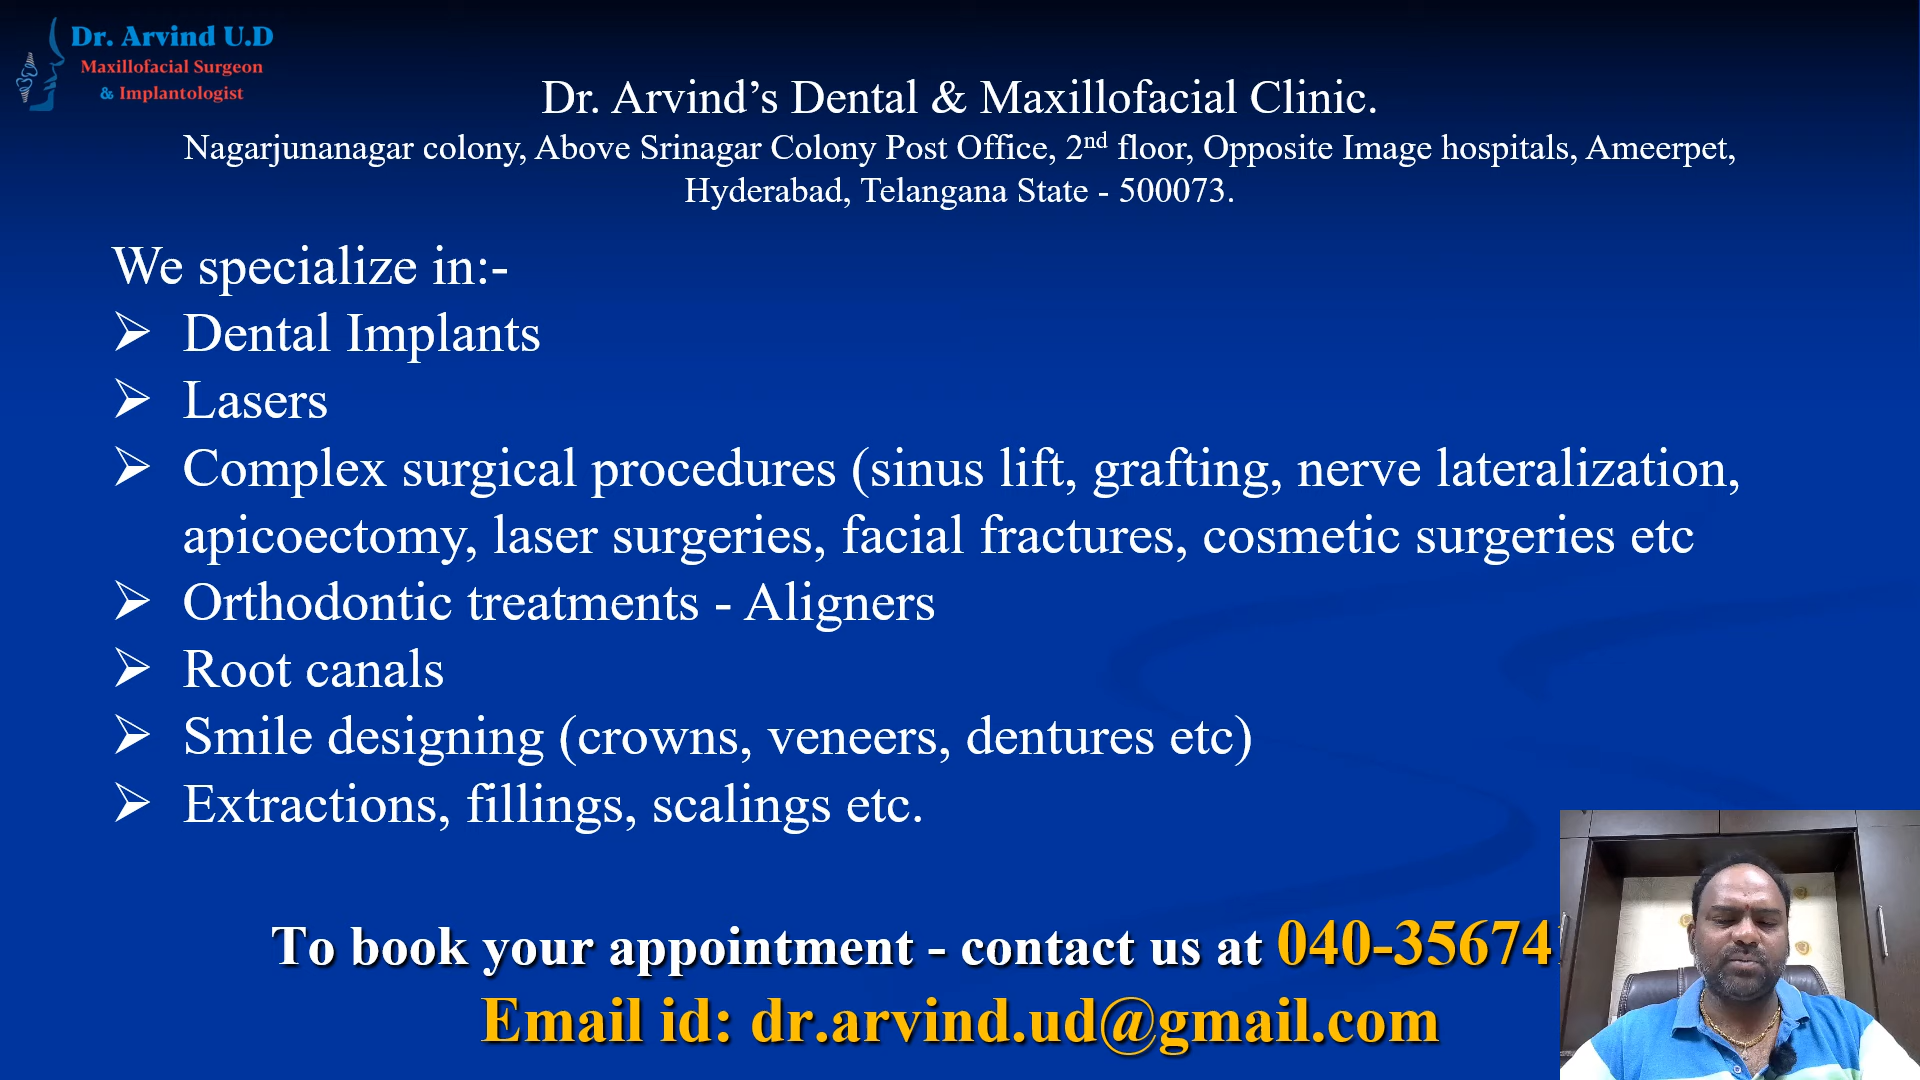 Dr. Arvind U.D
Maxillofacial Surgeon
& Implantologist
Dr. Arvind’s Dental & Maxillofacial Clinic.
Nagarjunanagar colony, Above Srinagar Colony Post Office, 2nd floor, Opposite Image hospitals, Ameerpet,
Hyderabad, Telangana State - 500073.
We specialize in:-
➢ Dental Implants
➢ Lasers
➢ Complex surgical procedures (sinus lift, grafting, nerve lateralization,
apicoectomy, laser surgeries, facial fractures, cosmetic surgeries etc
➢ Orthodontic treatments - Aligners
➢ Root canals
➢ Smile designing (crowns, veneers, dentures etc)
➢ Extractions, fillings, scalings etc.
To book your appointment - contact us at 040-35674
Email id: dr.arvind.ud@gmail.com